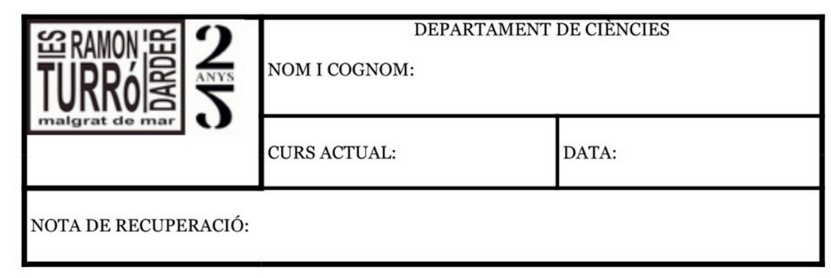 IES RAMON TURRó I DARDER
malgrat de mar
25 ANYS
DEPARTAMENT DE CIÈNCIES
NOM I COGNOM:
CURS ACTUAL:
DATA:
NOTA DE RECUPERACIÓ: